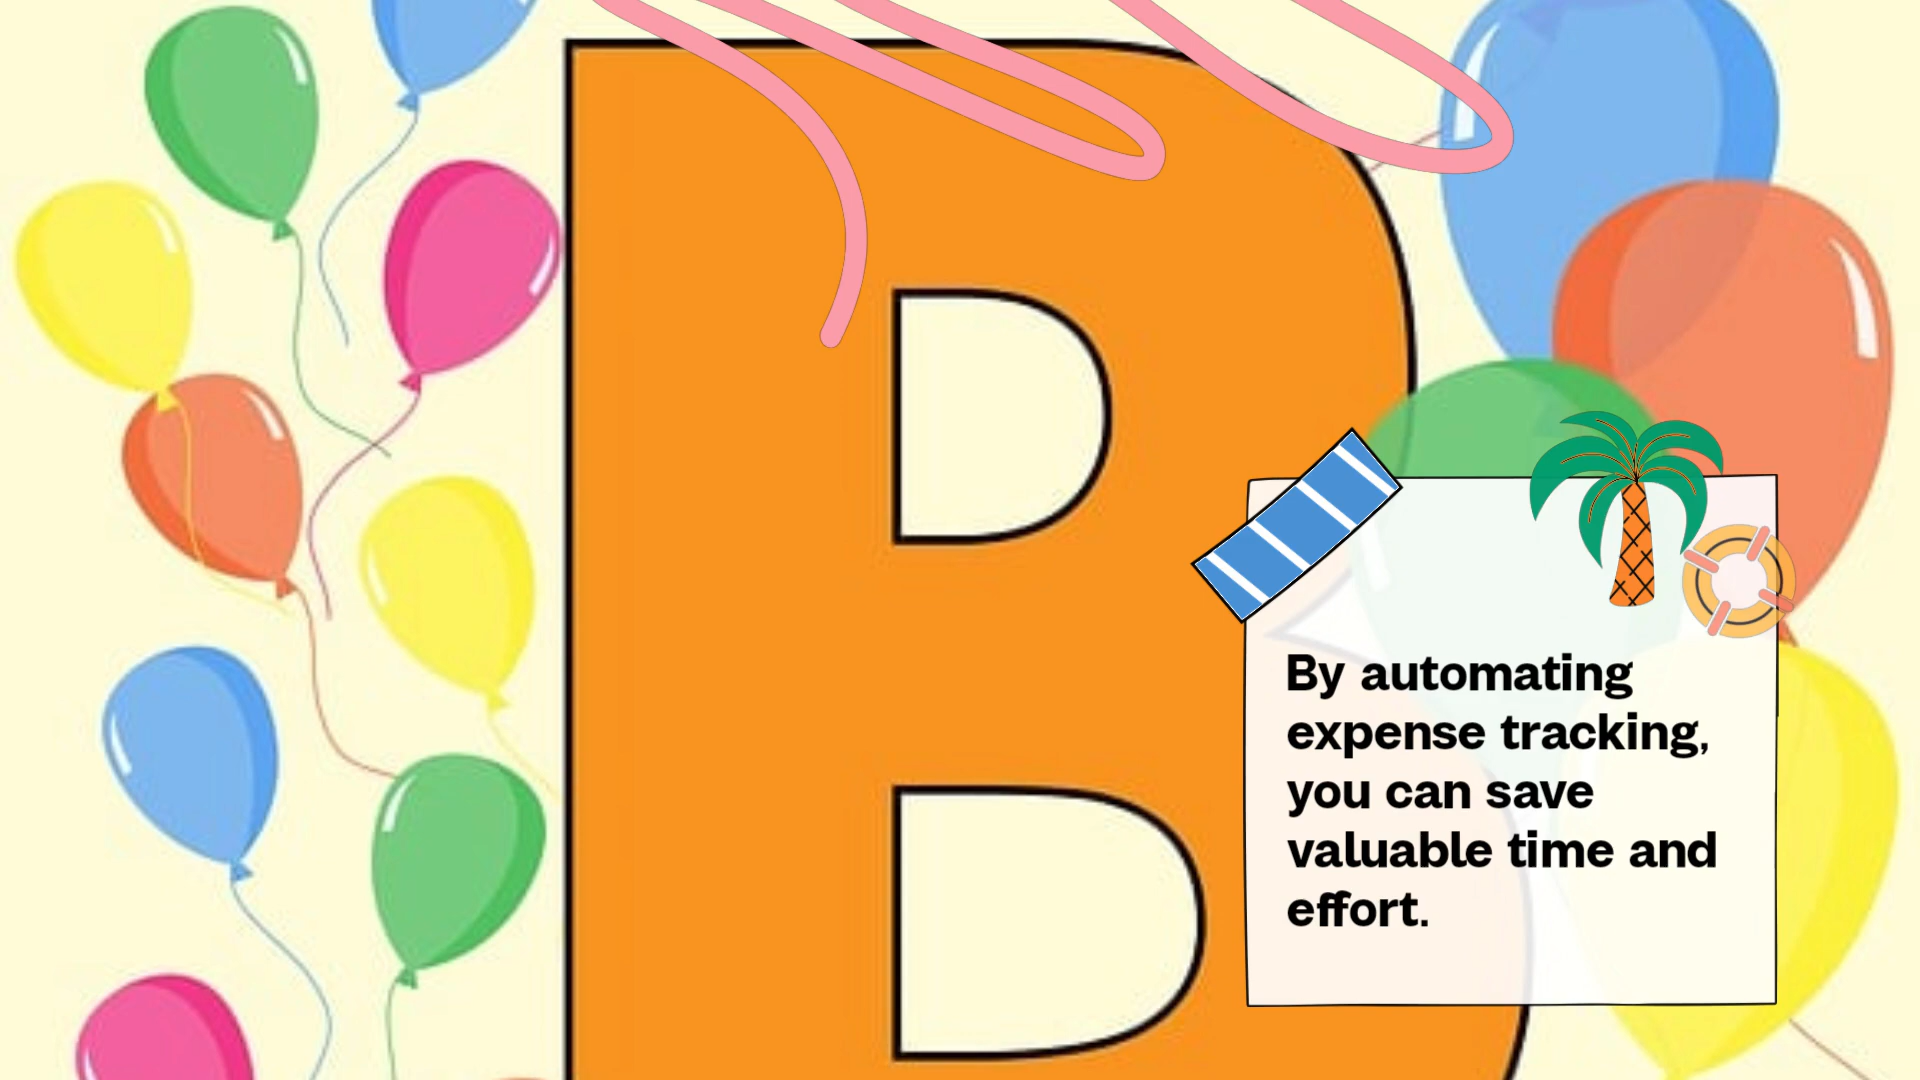 B
By automating
expense tracking,
you can save
valuable time and
effort.